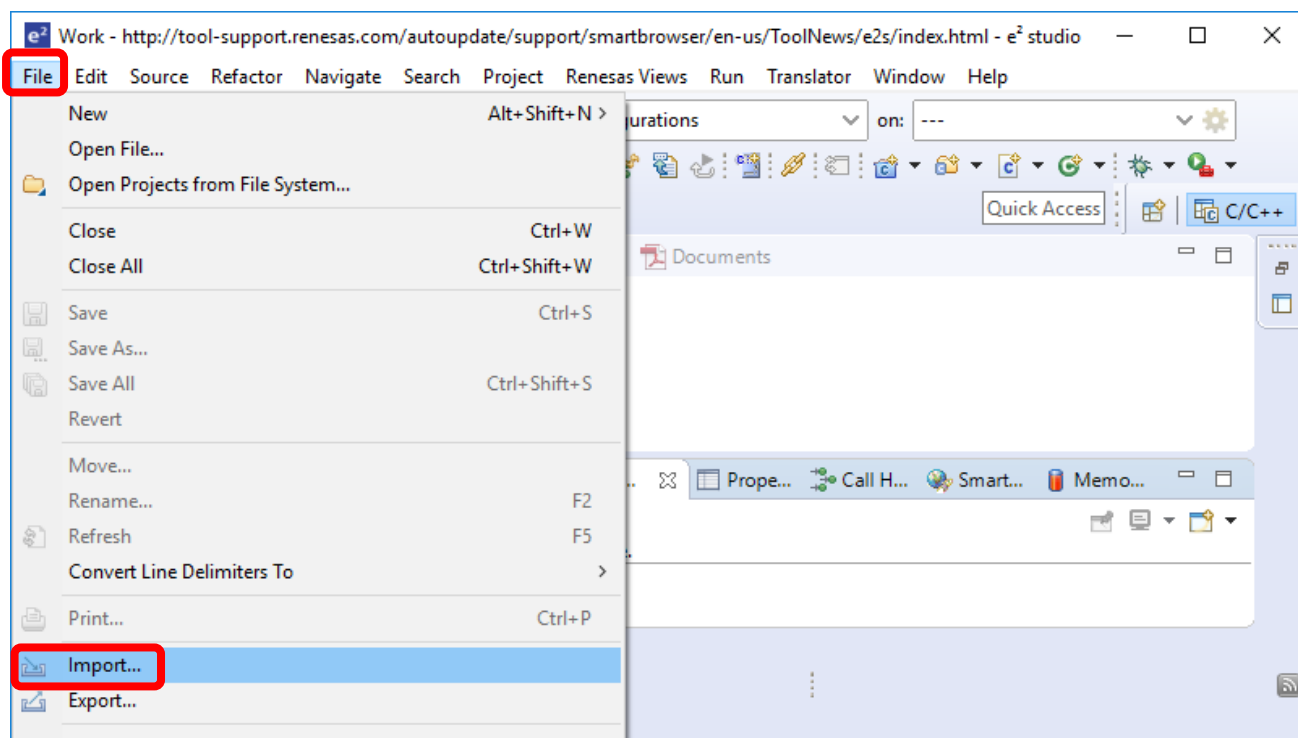 e² Work - http://tool-support.renesas.com/autoupdate/support/smartbrowser/en-us/ToolNews/e2s/index.html - e² studio
File Edit Source Refactor Navigate Search Project Renesas Views Run Translator Window Help
New Alt+Shift+N >
urations on: ---
Open File...
Open Projects from File System...
Quick Access C/C++
Close Ctrl+W
Close All Ctrl+Shift+W
Documents
Save Ctrl+S
Save As...
Save All Ctrl+Shift+S
Revert
Move...
Rename... F2
... Prope... Call H... Smart... Memo...
Refresh F5
Convert Line Delimiters To >
Print... Ctrl+P
Import...
Export...